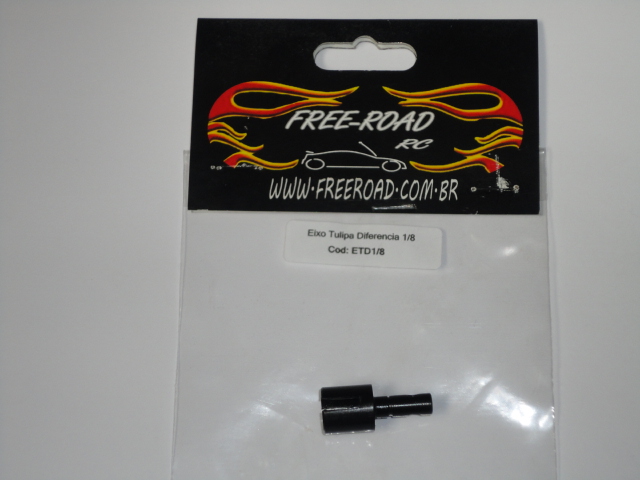 FREE-ROAD
RC
WWW.FREEROAD.COM.BR
Eixo Tulipa Diferencia 1/8
Cod: ETD1/8